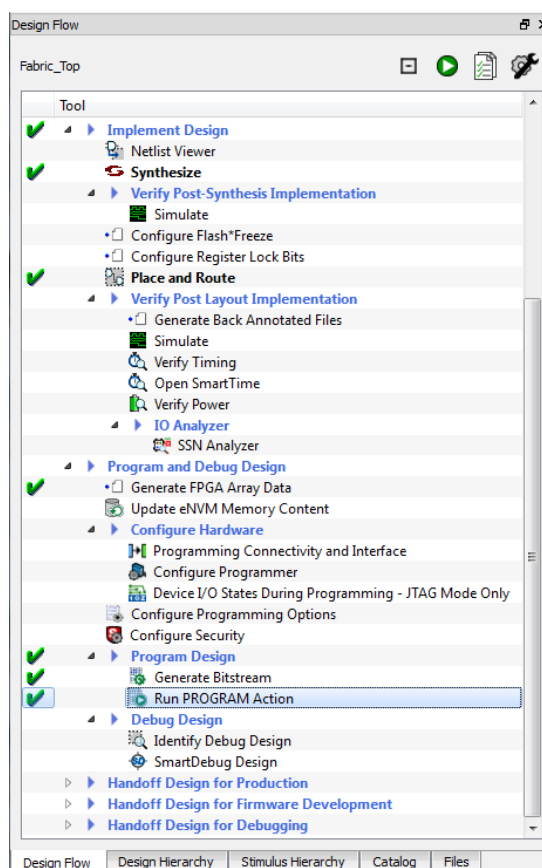 Design Flow
Fabric_Top
Tool
Implement Design
Netlist Viewer
Synthesize
Verify Post-Synthesis Implementation
Simulate
Configure Flash*Freeze
Configure Register Lock Bits
Place and Route
Verify Post Layout Implementation
Generate Back Annotated Files
Simulate
Verify Timing
Open SmartTime
Verify Power
IO Analyzer
SSN Analyzer
Program and Debug Design
Generate FPGA Array Data
Update eNVM Memory Content
Configure Hardware
Programming Connectivity and Interface
Configure Programmer
Device I/O States During Programming - JTAG Mode Only
Configure Programming Options
Configure Security
Program Design
Generate Bitstream
Run PROGRAM Action
Debug Design
Identify Debug Design
SmartDebug Design
Handoff Design for Production
Handoff Design for Firmware Development
Handoff Design for Debugging
Design Flow Design Hierarchy Stimulus Hierarchy Catalog Files